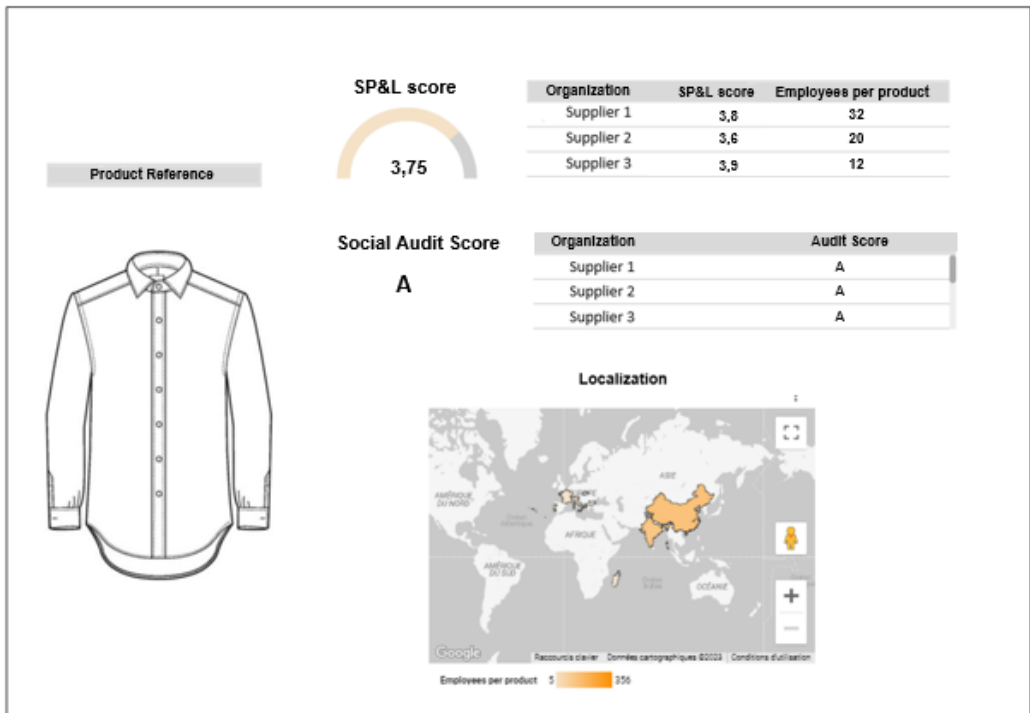 SP&L score
3,75
Organization SP&L score Employees per product
Supplier 1 3,8 32
Supplier 2 3,6 20
Supplier 3 3,9 12
Product Reference
Social Audit Score
A
Organization Audit Score
Supplier 1 A
Supplier 2 A
Supplier 3 A
Localization
ASIE
AMÉRIQUE
DU NORD
AFRIQUE
AMÉRIQUE
DU SUD
OCÉANIE
Google
Raccourcis clavier Données cartographiques ©2023 Conditions d'utilisation
Employees per product 5 356